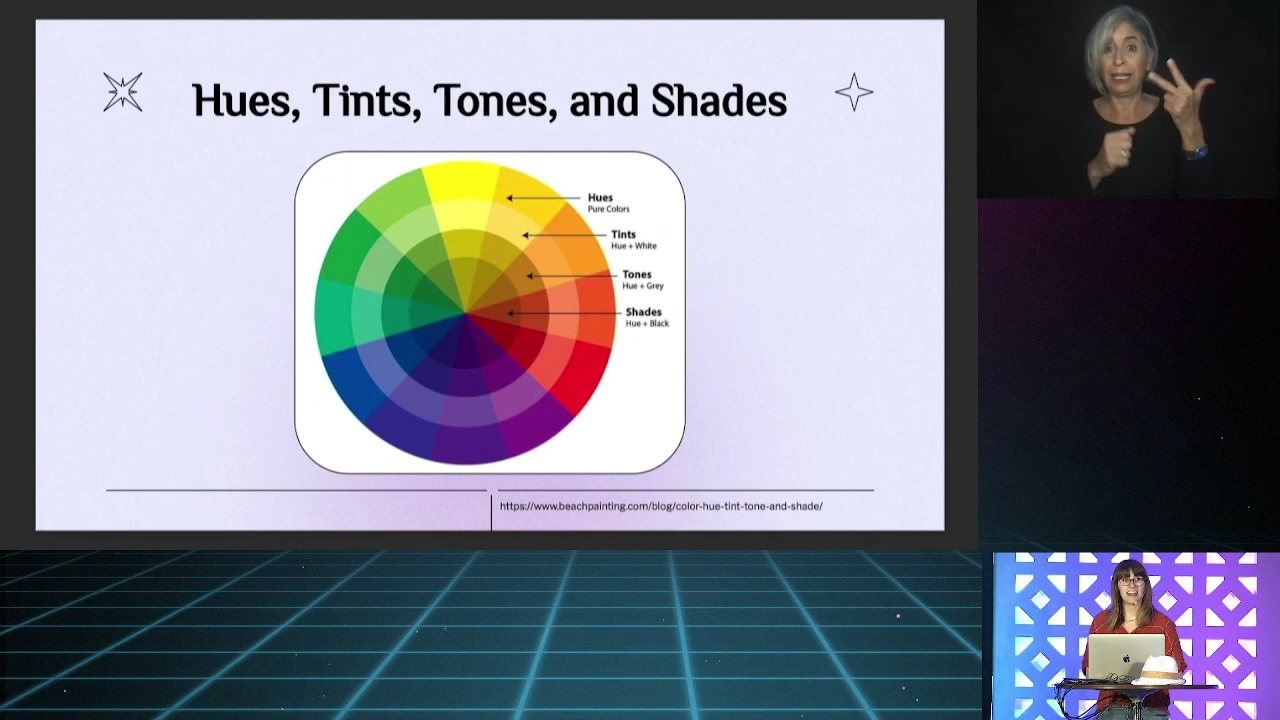 Hues, Tints, Tones, and Shades
Hues
Pure Colors
Tints
Hue + White
Tones
Hue + Grey
Shades
Hue + Black
https://www.beachpainting.com/blog/color-hue-tint-tone-and-shade/